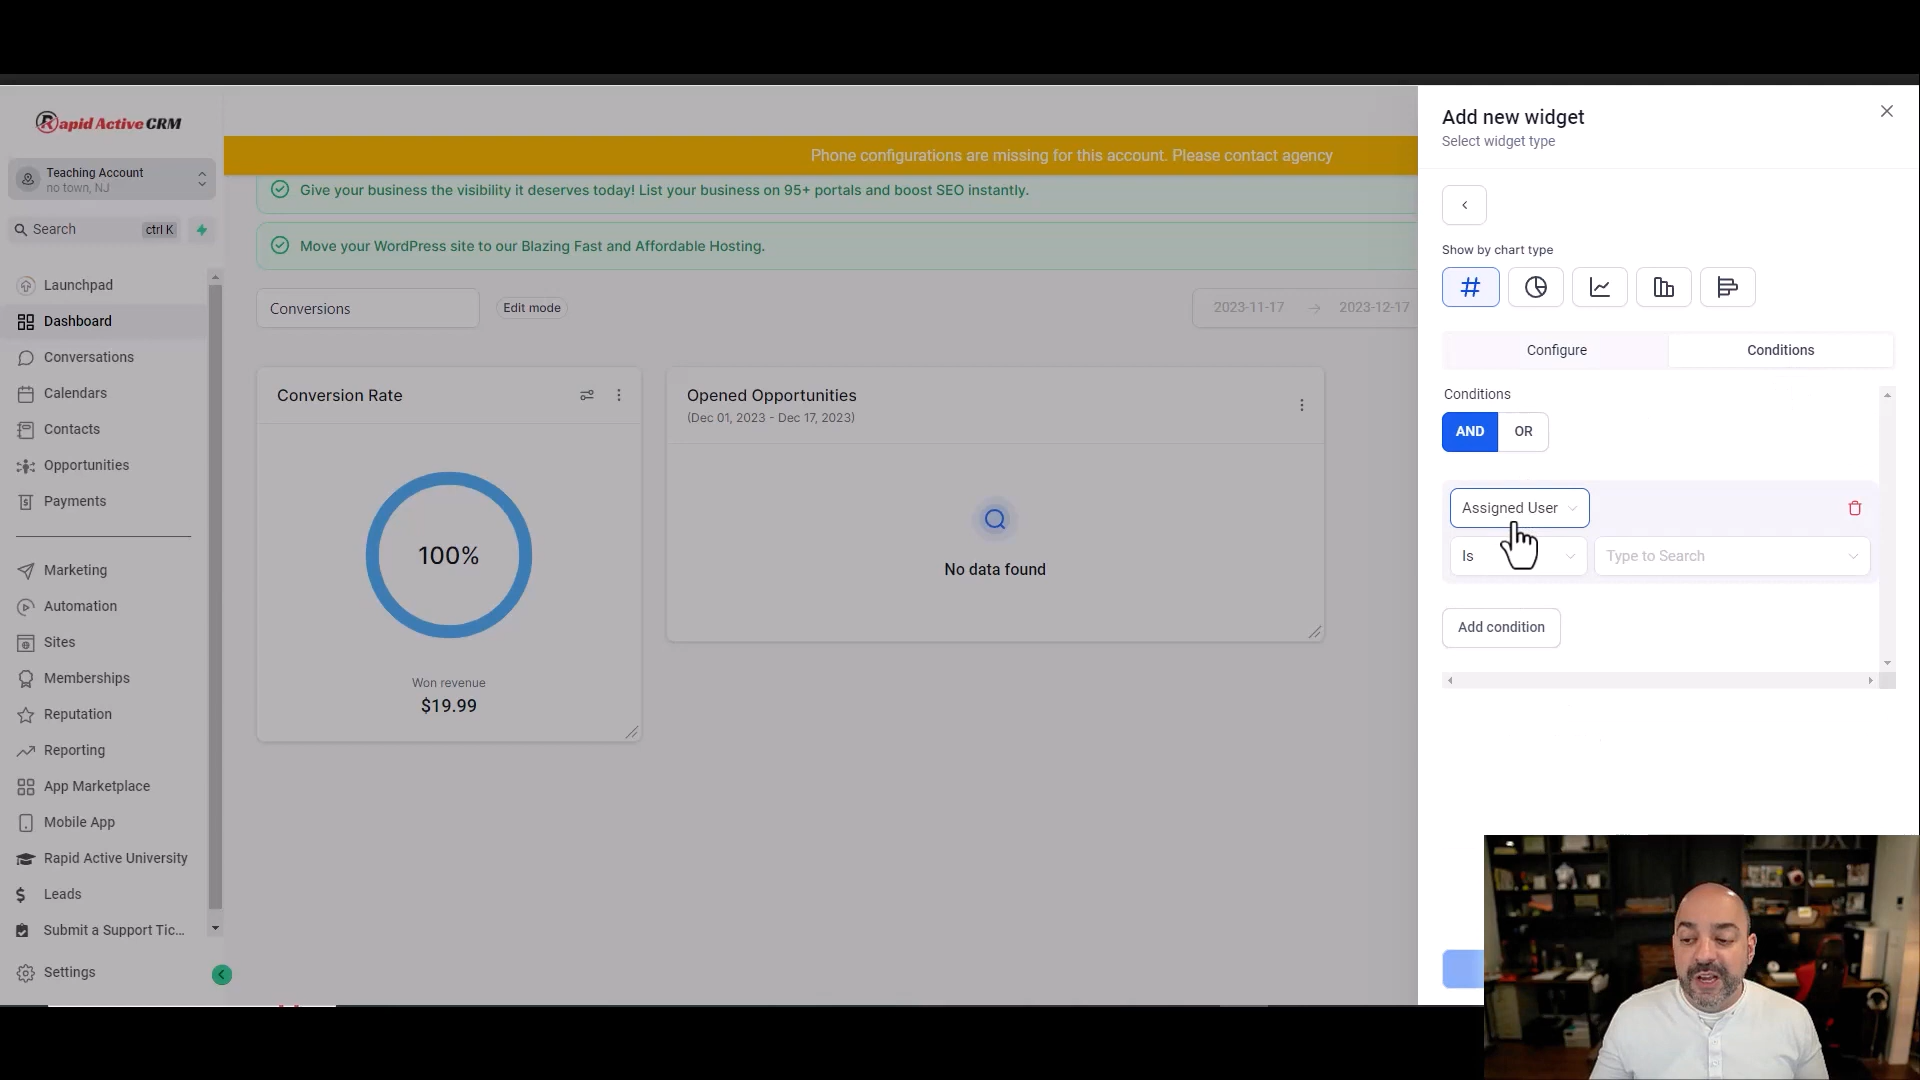 Rapid Active CRM
Teaching Account
no town, NJ
Search
ctrl K
Launchpad
Dashboard
Conversations
Calendars
Contacts
Opportunities
Payments
Marketing
Automation
Sites
Memberships
Reputation
Reporting
App Marketplace
Mobile App
Rapid Active University
Leads
Submit a Support Tic...
Settings
Phone configurations are missing for this account. Please contact agency
Give your business the visibility it deserves today! List your business on 95+ portals and boost SEO instantly.
Move your WordPress site to our Blazing Fast and Affordable Hosting.
Conversions
Edit mode
2023-11-17
2023-12-17
Conversion Rate
100%
Won revenue
$19.99
Opened Opportunities
(Dec 01, 2023 - Dec 17, 2023)
No data found
Add new widget
Select widget type
Show by chart type
Configure
Conditions
Conditions
AND
OR
Assigned User
Is
Type to Search
Add condition